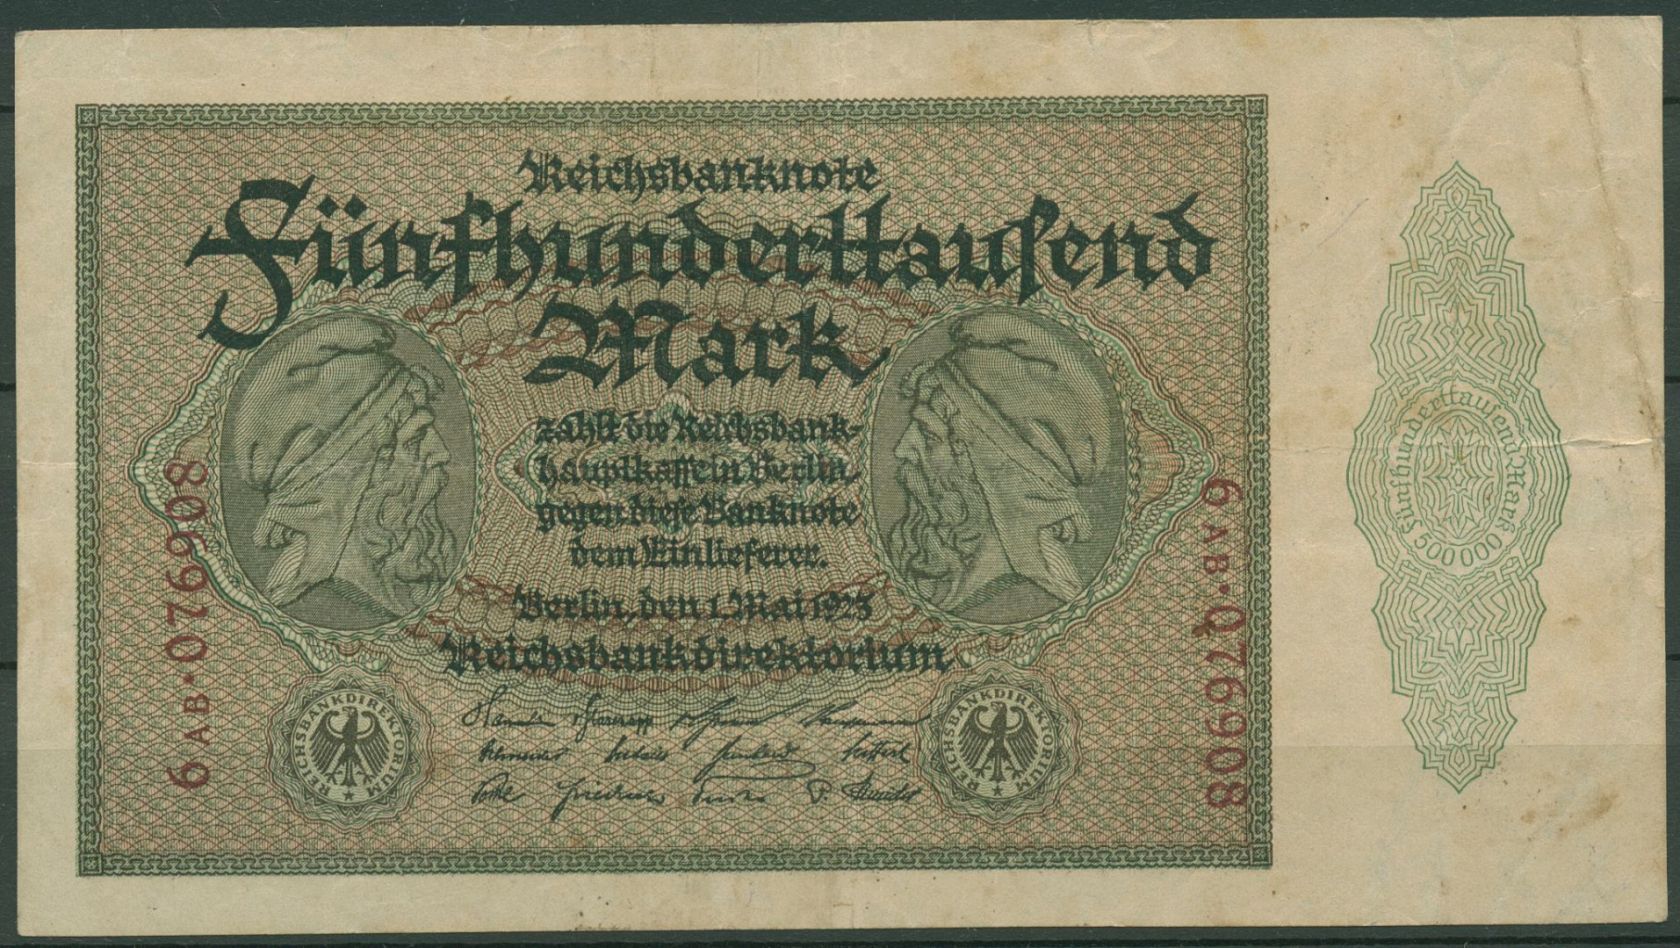 Reichsbanknote
Fünfhunderttausend
Mark
zahlt die Reichsbank-
hauptkasse in Berlin
gegen diese Banknote
dem Einlieferer.
Berlin, den 1. Mai 1923
Reichsbankdirektorium
6 AB·076908
6 AB·076908
REICHSBANKDIREKTORIUM
REICHSBANKDIREKTORIUM
Fünfhunderttausend Mark
500000